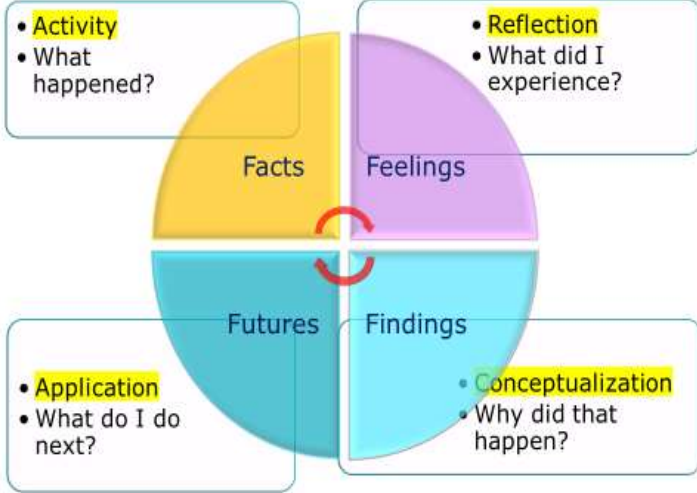 • Activity
• What
happened?
• Reflection
• What did I
experience?
Facts
Feelings
Futures
Findings
• Application
• What do I do
next?
• Conceptualization
• Why did that
happen?